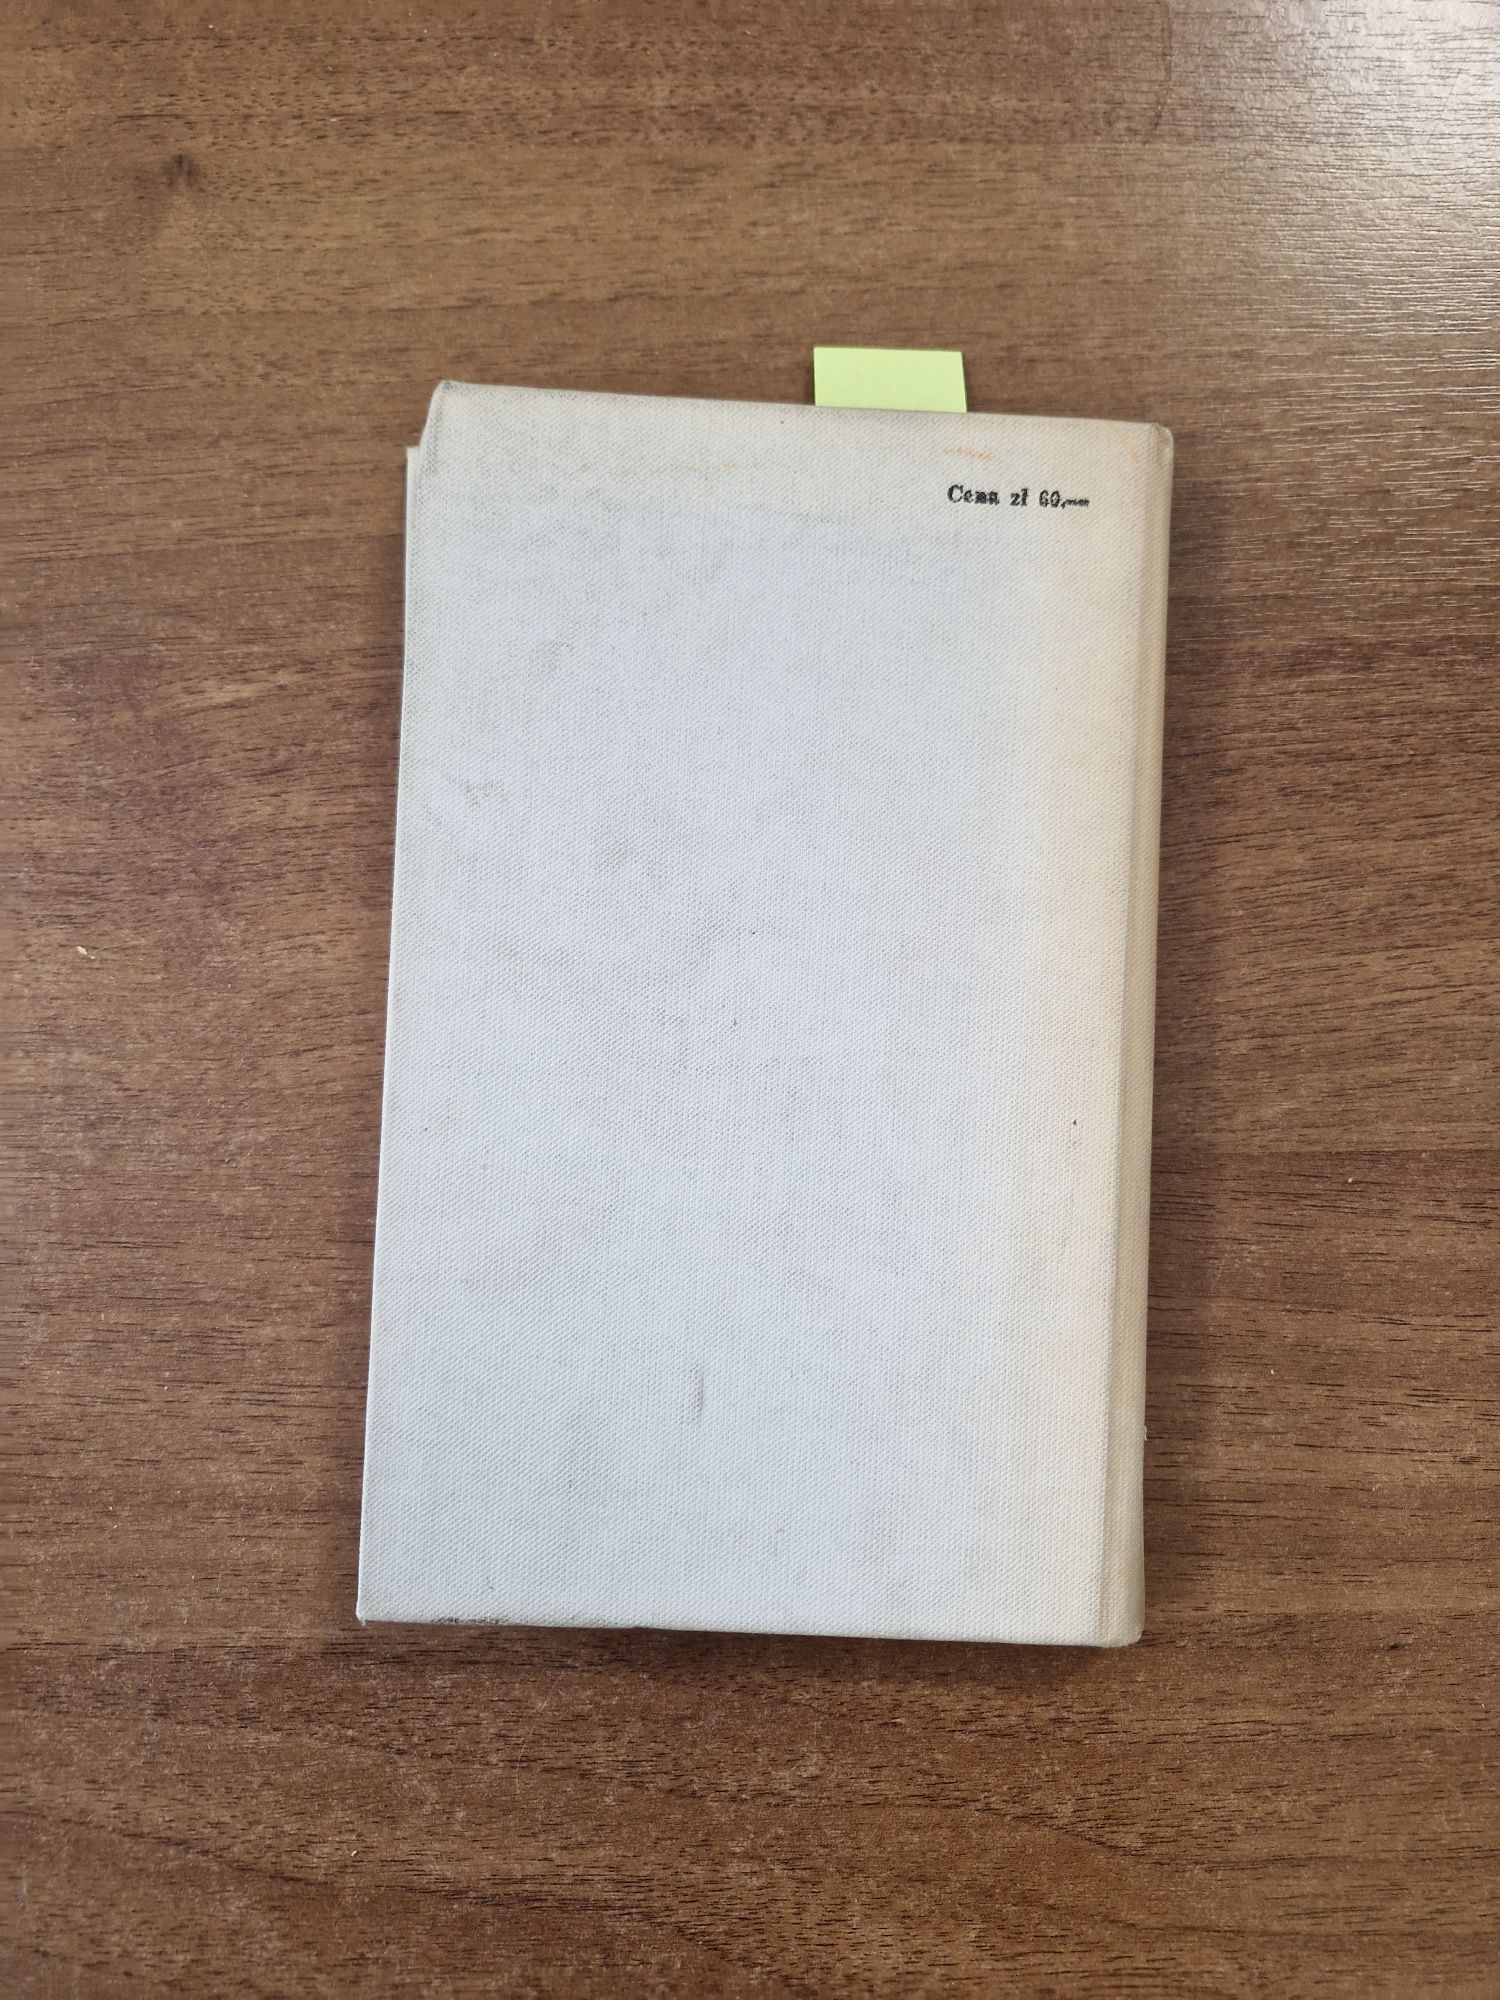 Cena zł 60,—